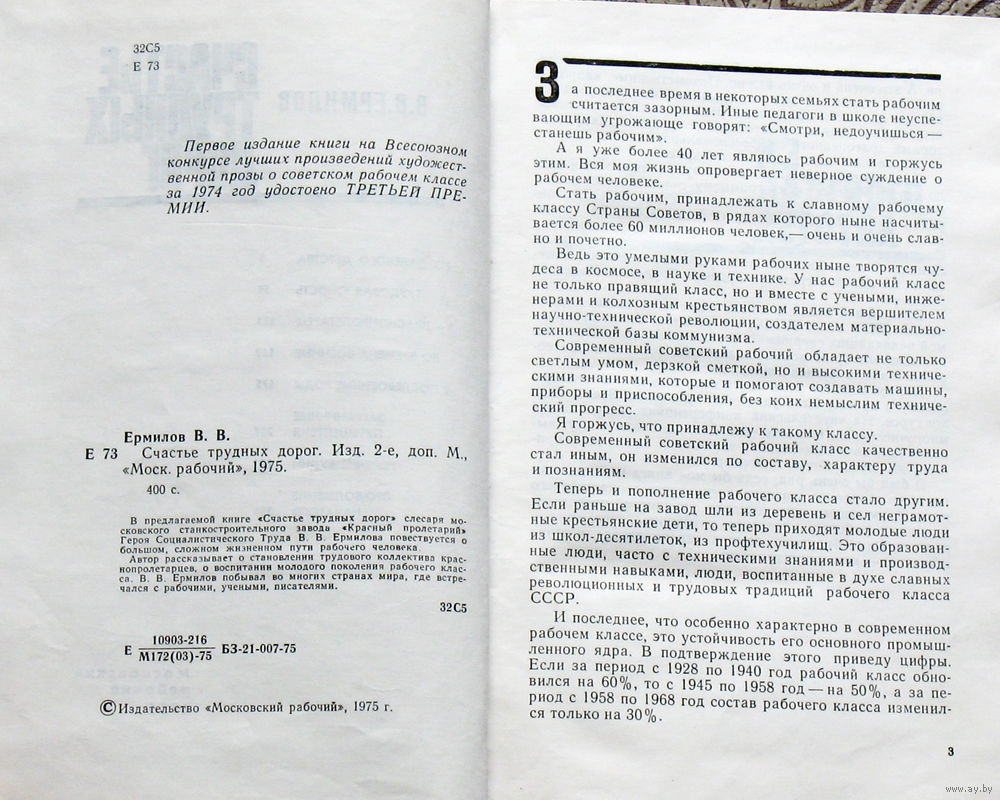 32С5
Е 73
Первое издание книги на Всесоюзном
конкурсе лучших произведений художест-
венной прозы о советском рабочем классе
за 1974 год удостоено ТРЕТЬЕЙ ПРЕ-
МИИ.
Ермилов В. В.
Е 73 Счастье трудных дорог. Изд. 2-е, доп. М.,
«Моск. рабочий», 1975.
400 с.
В предлагаемой книге «Счастье трудных дорог» слесаря мо-
сковского станкостроительного завода «Красный пролетарий»
Героя Социалистического Труда В. В. Ермилова повествуется о
большом, сложном жизненном пути рабочего человека.
Автор рассказывает о становлении трудового коллектива крас-
нопролетарцев, о воспитании молодого поколения рабочего клас-
са. В. В. Ермилов побывал во многих странах мира, где встре-
чался с рабочими, учеными, писателями.
32С5
Е 10903-216
М172(03)-75 БЗ-21-007-75
©Издательство «Московский рабочий», 1975 г.
За последнее время в некоторых семьях стать рабочим
считается зазорным. Иные педагоги в школе неуспе-
вающим угрожающе говорят: «Смотри, недоучишься —
станешь рабочим».
А я уже более 40 лет являюсь рабочим и горжусь
этим. Вся моя жизнь опровергает неверное суждение о
рабочем человеке.
Стать рабочим, принадлежать к славному рабочему
классу Страны Советов, в рядах которого ныне насчиты-
вается более 60 миллионов человек,— очень и очень слав-
но и почетно.
Ведь это умелыми руками рабочих ныне творятся чу-
деса в космосе, в науке и технике. У нас рабочий класс
не только правящий класс, но и вместе с учеными, инже-
нерами и колхозным крестьянством является вершителем
научно-технической революции, создателем материально-
технической базы коммунизма.
Современный советский рабочий обладает не только
светлым умом, дерзкой сметкой, но и высокими техниче-
скими знаниями, которые и помогают создавать машины,
приборы и приспособления, без коих немыслим техниче-
ский прогресс.
Я горжусь, что принадлежу к такому классу.
Современный советский рабочий класс качественно
стал иным, он изменился по составу, характеру труда
и познаниям.
Теперь и пополнение рабочего класса стало другим.
Если раньше на завод шли из деревень и сел неграмот-
ные крестьянские дети, то теперь приходят молодые люди
из школ-десятилеток, из профтехучилищ. Это образован-
ные люди, часто с техническими знаниями и производ-
ственными навыками, люди, воспитанные в духе славных
революционных и трудовых традиций рабочего класса
СССР.
И последнее, что особенно характерно в современном
рабочем классе, это устойчивость его основного промыш-
ленного ядра. В подтверждение этого приведу цифры.
Если за период с 1928 по 1940 год рабочий класс обно-
вился на 60%, то с 1945 по 1958 год — на 50%, а за пе-
риод с 1958 по 1968 год состав рабочего класса изменил-
ся только на 30%.
3
www.ay.by